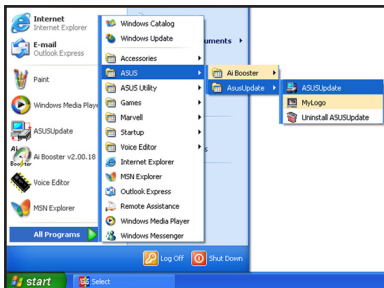 Internet
Internet Explorer
E-mail
Outlook Express
Paint
Windows Media Play
ASUSUpdate
Ai Booster v2.00.18
Voice Editor
MSN Explorer
All Programs
Windows Catalog
Windows Update
Accessories
ASUS
ASUS Utility
Games
Marvell
Startup
Voice Editor
Internet Explorer
MSN Explorer
Outlook Express
Remote Assistance
Windows Media Player
Windows Messenger
uments
s
Ai Booster
AsusUpdate
ASUSUpdate
MyLogo
Uninstall ASUSUpdate
Log Off
Shut Down
start
Select